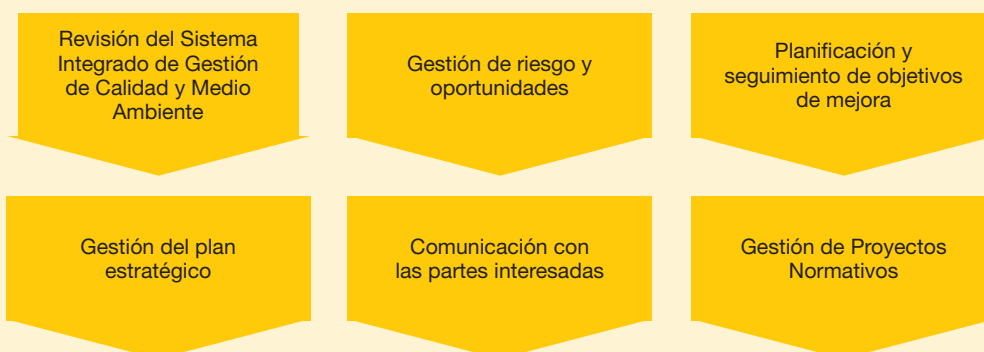 Revisión del Sistema
Integrado de Gestión
de Calidad y Medio
Ambiente
Gestión de riesgo y
oportunidades
Planificación y
seguimiento de objetivos
de mejora
Gestión del plan
estratégico
Comunicación con
las partes interesadas
Gestión de Proyectos
Normativos